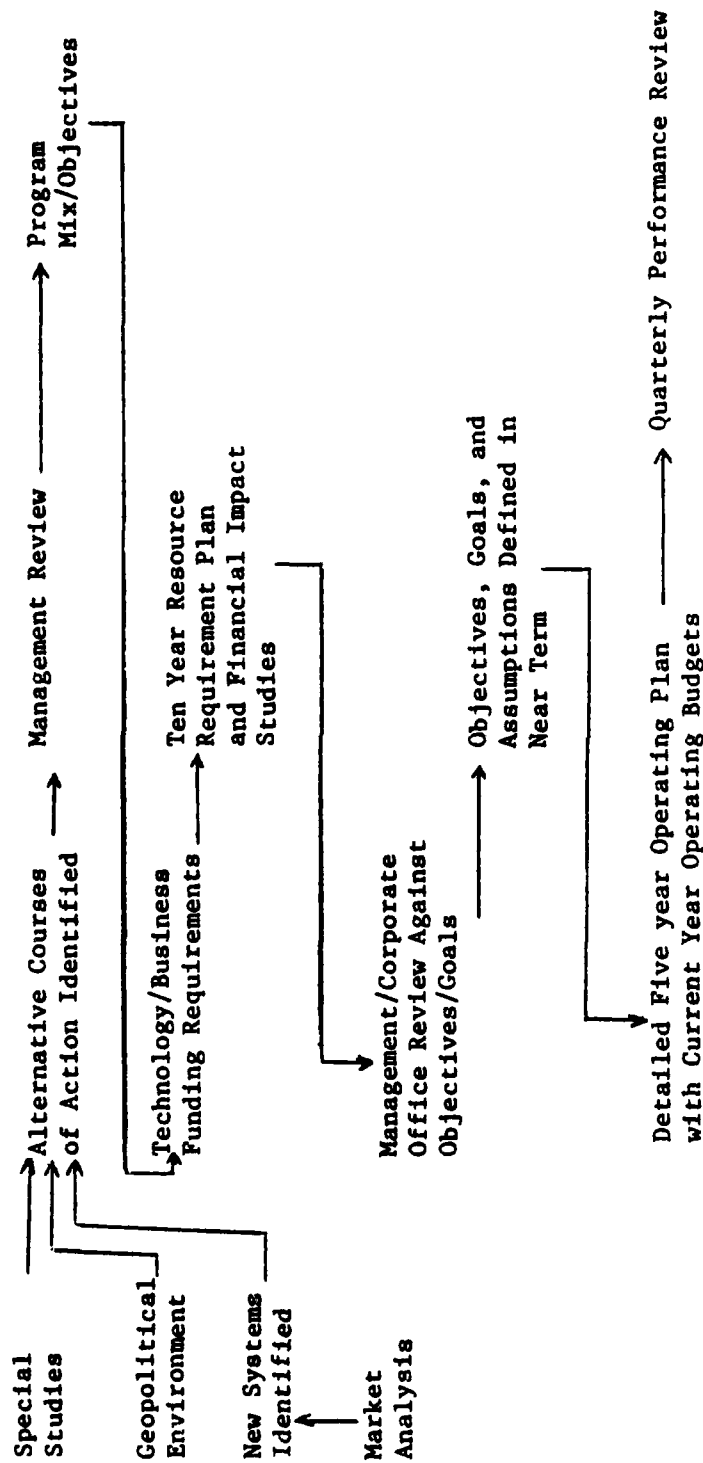 Special
Studies
Geopolitical
Environment
New Systems
Identified
Market
Analysis
Alternative Courses
of Action Identified
Management Review
Program
Mix/Objectives
Technology/Business
Funding Requirements
Ten Year Resource
Requirement Plan
and Financial Impact
Studies
Management/Corporate
Office Review Against
Objectives/Goals
Objectives, Goals, and
Assumptions Defined in
Near Term
Detailed Five year Operating Plan
with Current Year Operating Budgets
Quarterly Performance Review